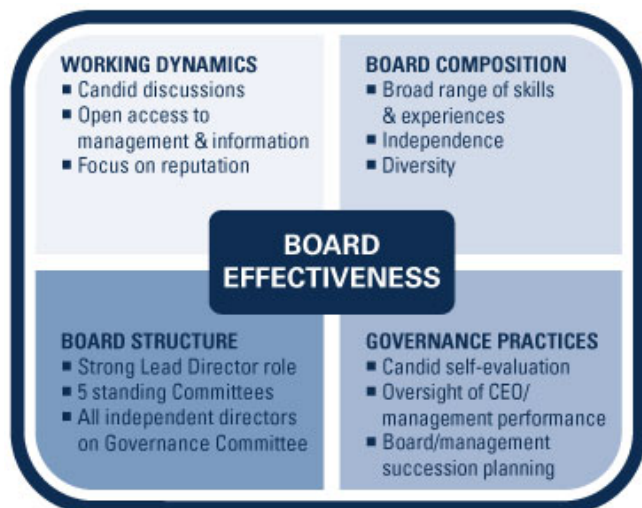 WORKING DYNAMICS
■ Candid discussions
■ Open access to
management & information
■ Focus on reputation
BOARD COMPOSITION
■ Broad range of skills
& experiences
■ Independence
■ Diversity
BOARD
EFFECTIVENESS
BOARD STRUCTURE
■ Strong Lead Director role
■ 5 standing Committees
■ All independent directors
on Governance Committee
GOVERNANCE PRACTICES
■ Candid self-evaluation
■ Oversight of CEO/
management performance
■ Board/management
succession planning